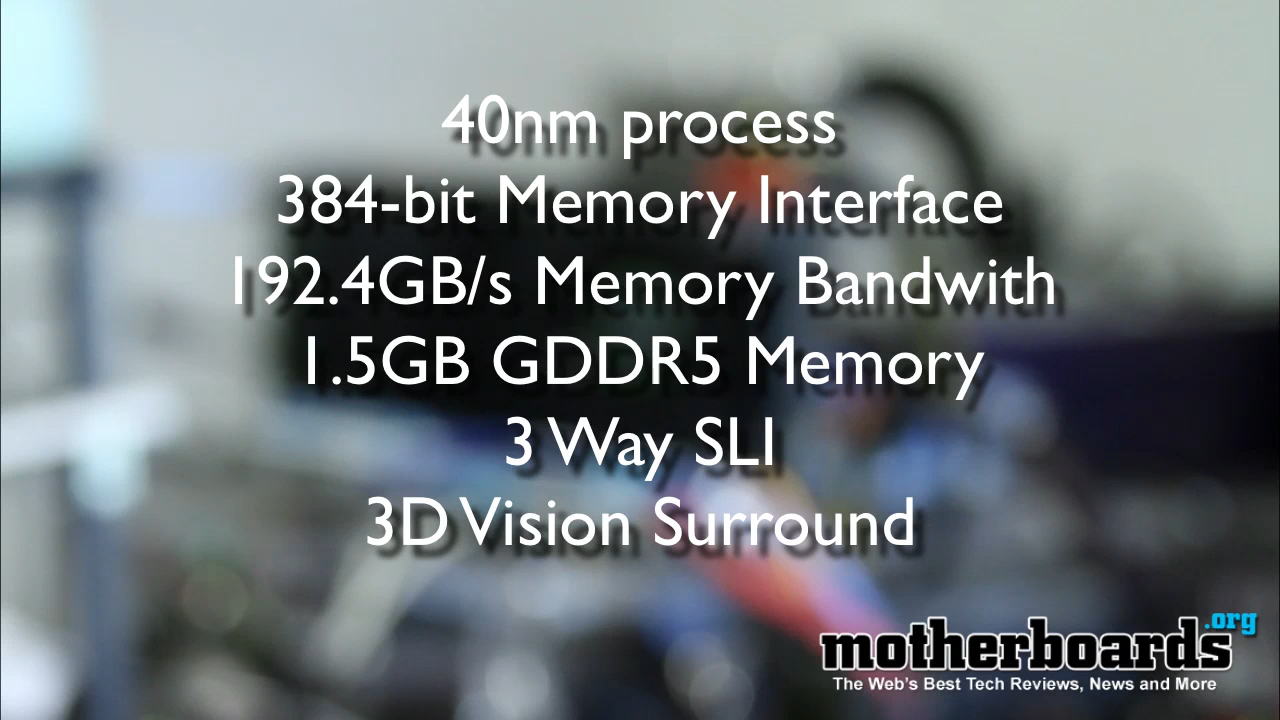 40nm process
384-bit Memory Interface
192.4GB/s Memory Bandwith
1.5GB GDDR5 Memory
3 Way SLI
3D Vision Surround
motherboards.org
The Web's Best Tech Reviews, News and More